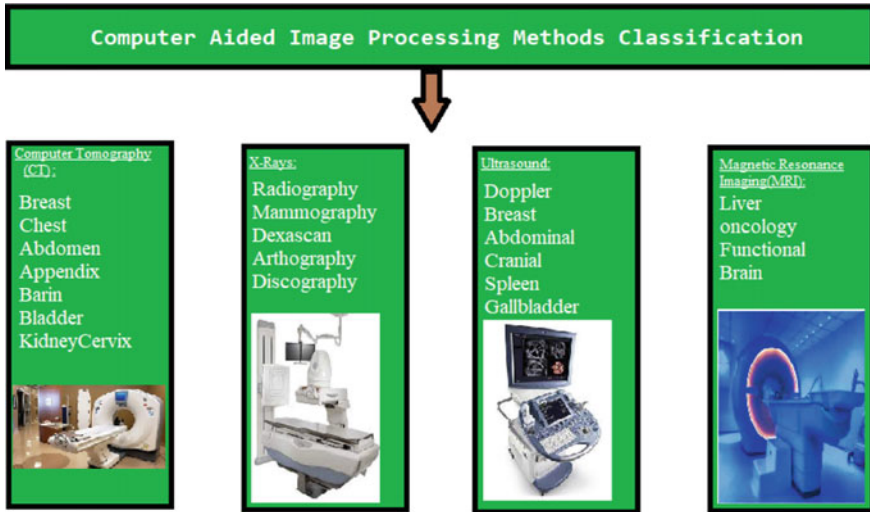 Computer Aided Image Processing Methods Classification
Computer Tomography
(CT):
Breast
Chest
Abdomen
Appendix
Barin
Bladder
KidneyCervix
X-Rays:
Radiography
Mammography
Dexascan
Arthography
Discography
Ultrasound:
Doppler
Breast
Abdominal
Cranial
Spleen
Gallbladder
Magnetic Resonance
Imaging(MRI):
Liver
oncology
Functional
Brain